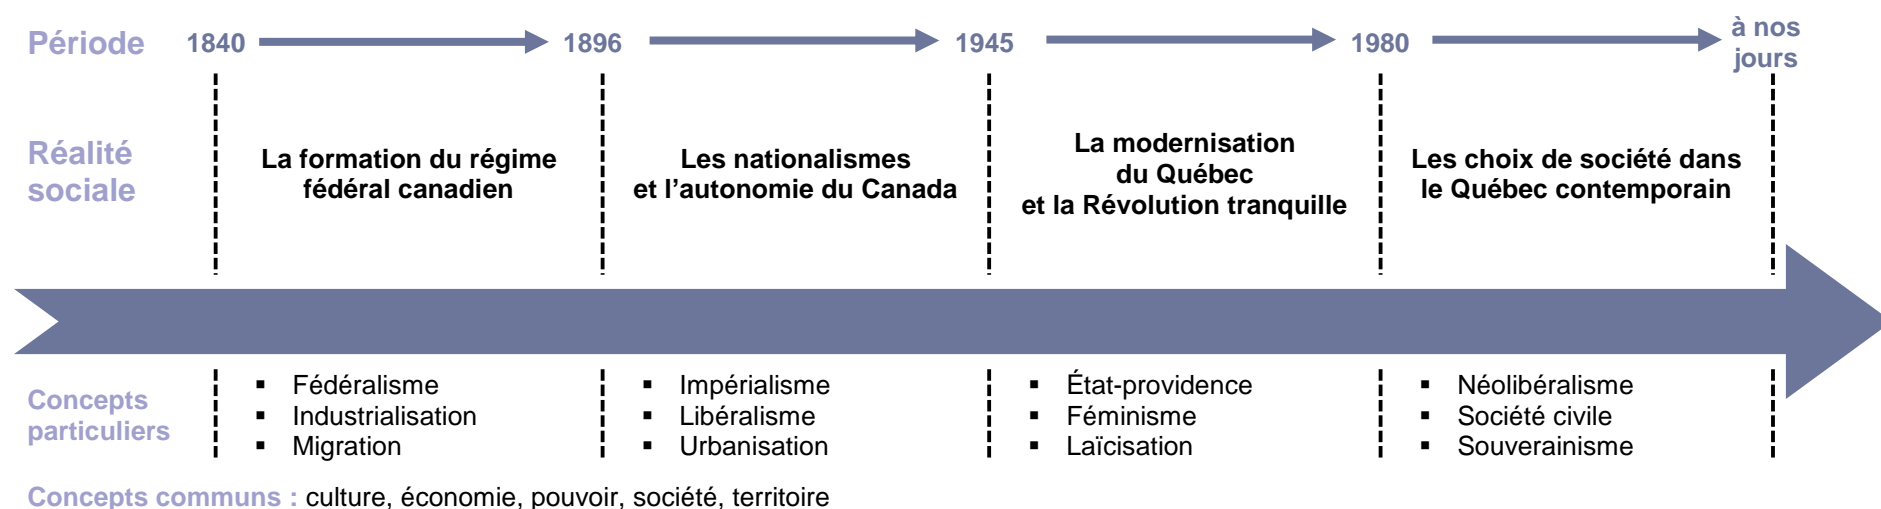 Période 1840 1896 1945 1980 à nos jours
Réalité sociale
La formation du régime
fédéral canadien
Les nationalismes
et l'autonomie du Canada
La modernisation
du Québec
et la Révolution tranquille
Les choix de société dans
le Québec contemporain
Concepts
particuliers
▪ Fédéralisme
▪ Industrialisation
▪ Migration
▪ Impérialisme
▪ Libéralisme
▪ Urbanisation
▪ État-providence
▪ Féminisme
▪ Laïcisation
▪ Néolibéralisme
▪ Société civile
▪ Souverainisme
Concepts communs : culture, économie, pouvoir, société, territoire